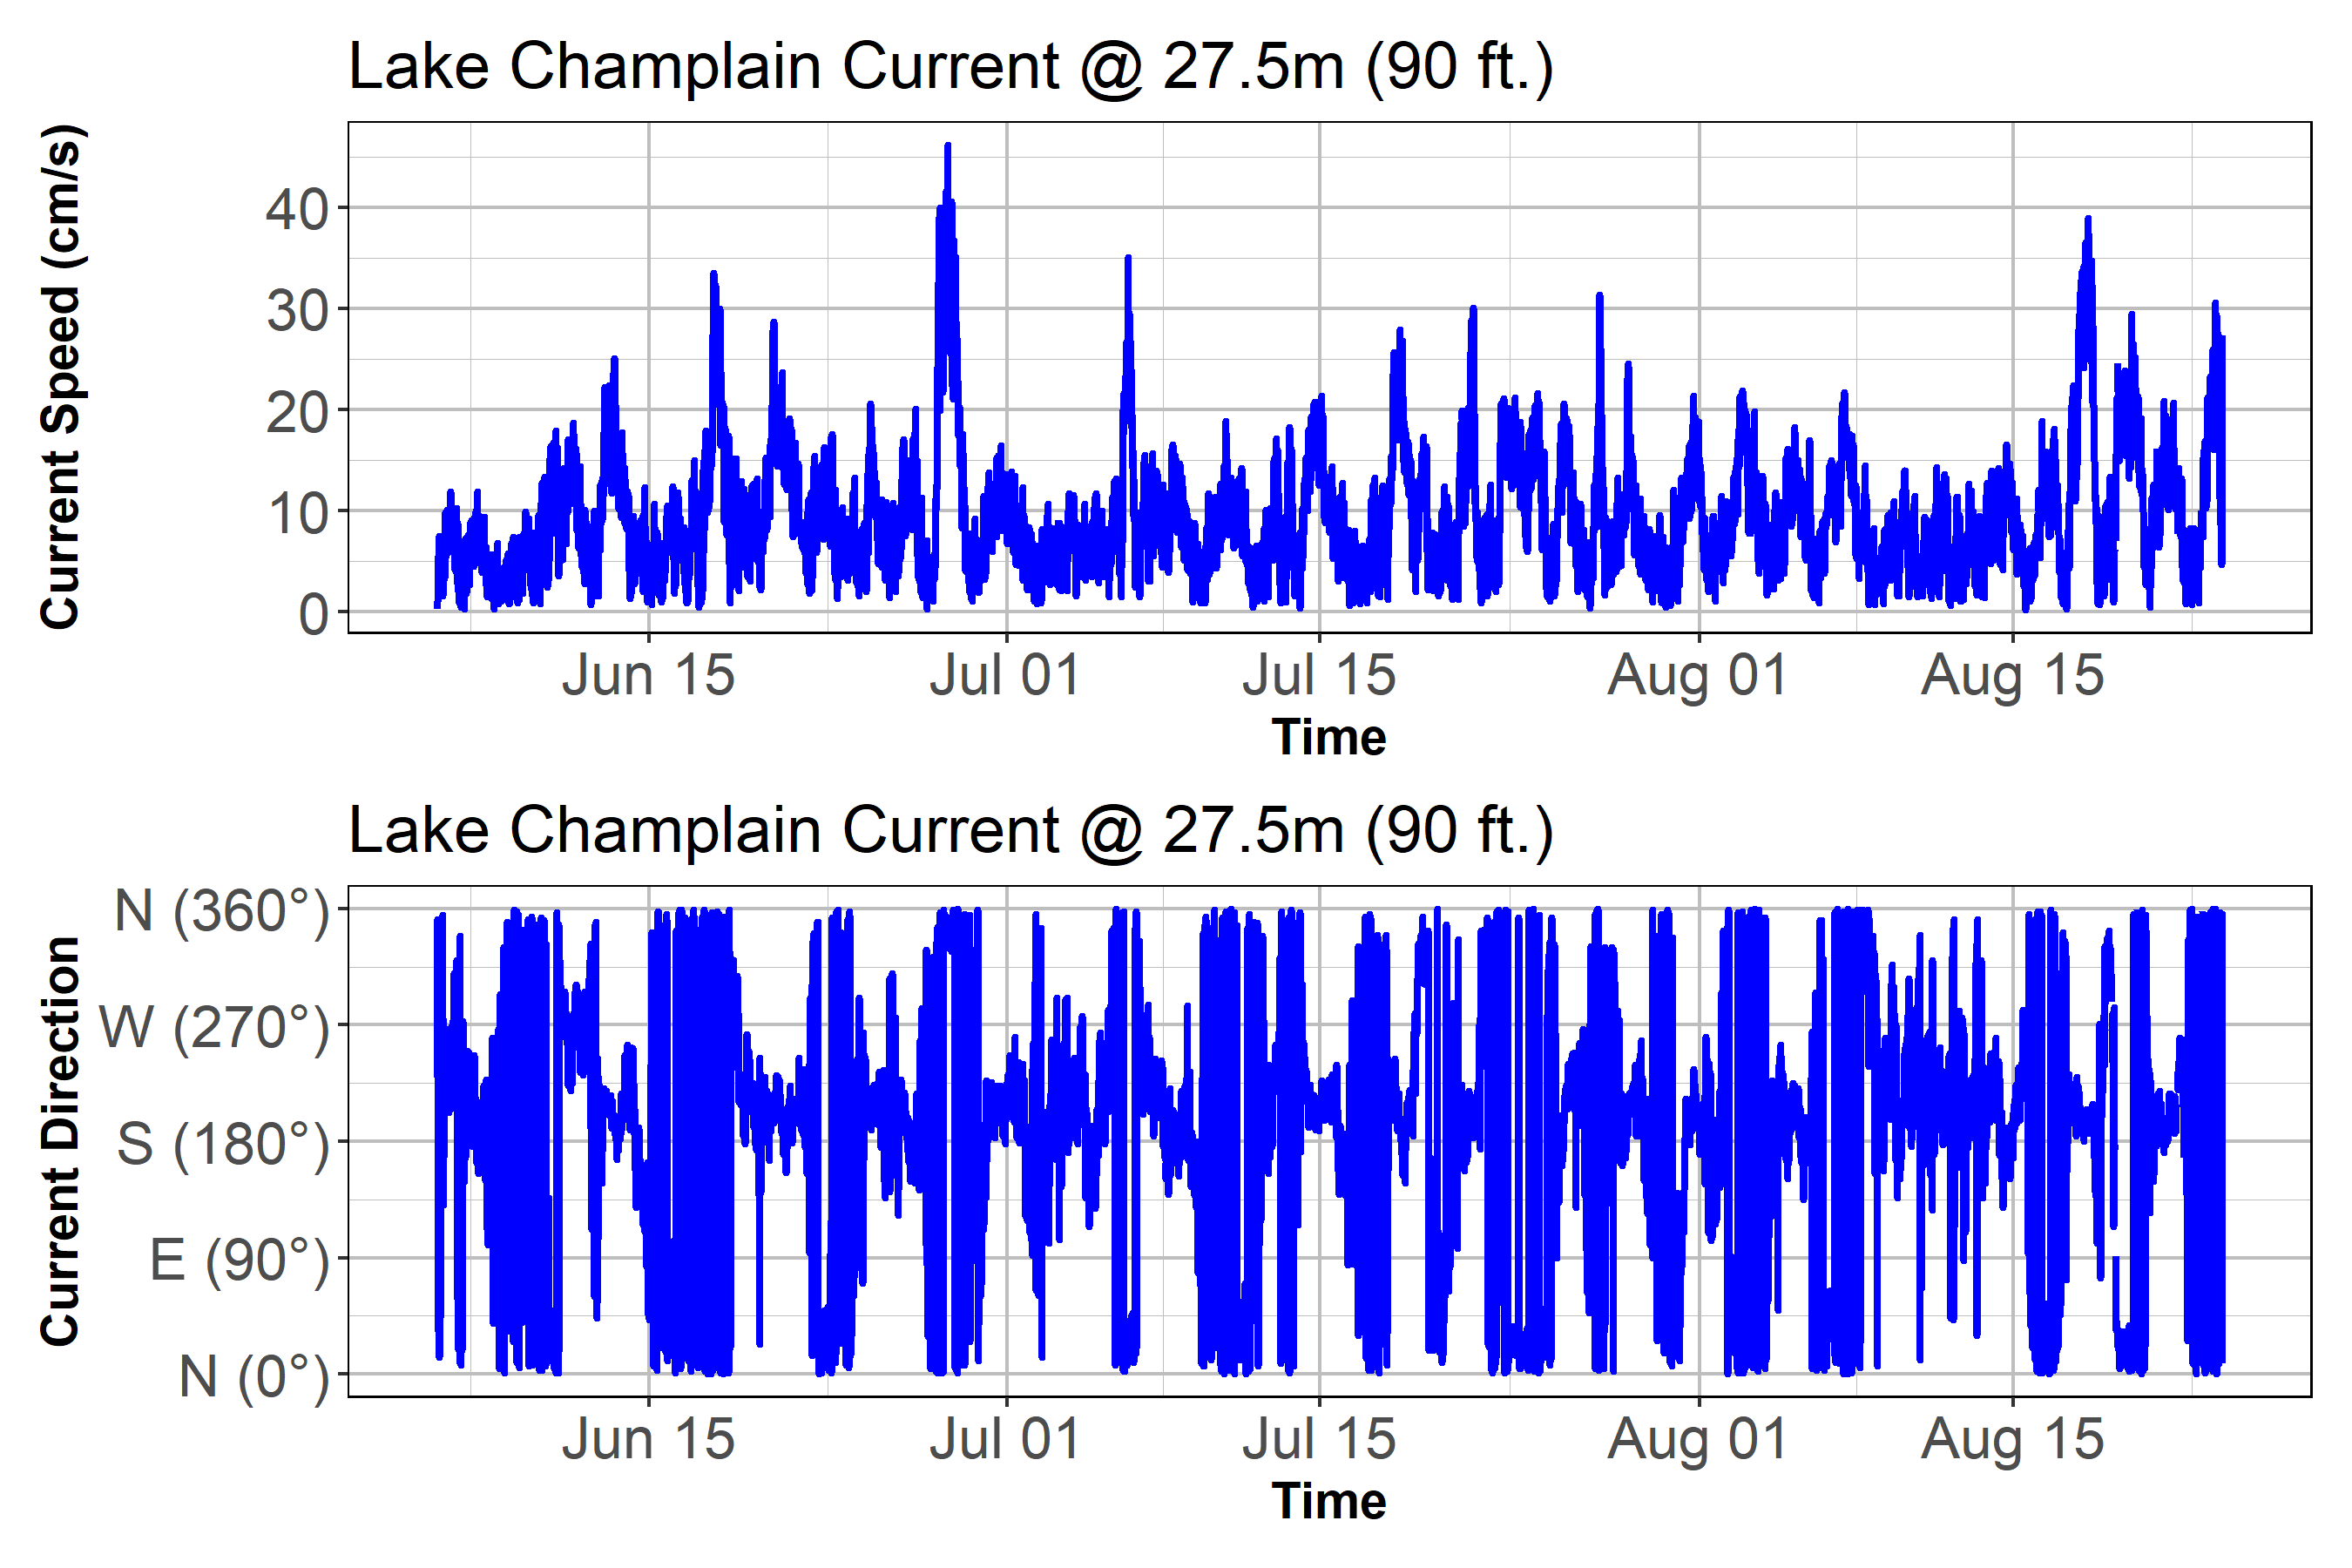 Lake Champlain Current @ 27.5m (90 ft.)
Current Speed (cm/s)
40
30
20
10
0
Jun 15 Jul 01 Jul 15 Aug 01 Aug 15
Time
Lake Champlain Current @ 27.5m (90 ft.)
Current Direction
N (360°)
W (270°)
S (180°)
E (90°)
N (0°)
Jun 15 Jul 01 Jul 15 Aug 01 Aug 15
Time